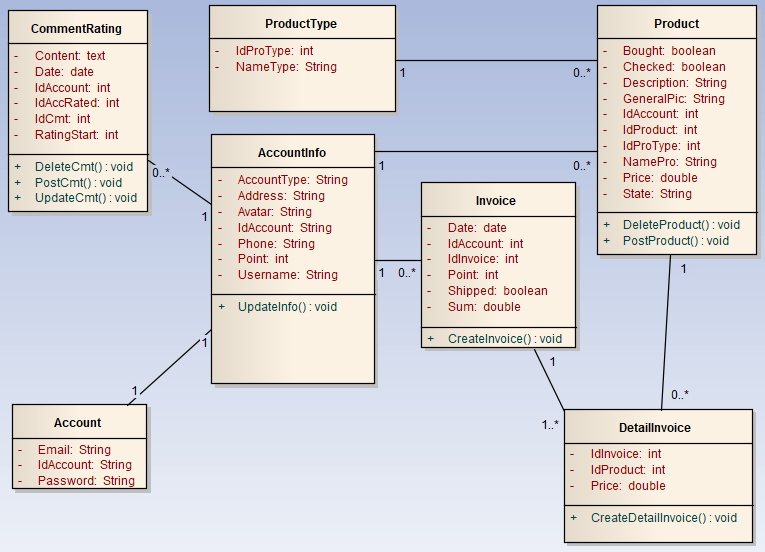 CommentRating
- Content: text
- Date: date
- IdAccount: int
- IdAccRated: int
- IdCmt: int
- RatingStart: int
+ DeleteCmt() : void
+ PostCmt() : void
+ UpdateCmt() : void
ProductType
- IdProType: int
- NameType: String
Product
- Bought: boolean
- Checked: boolean
- Description: String
- GeneralPic: String
- IdAccount: int
- IdProduct: int
- IdProType: int
- NamePro: String
- Price: double
- State: String
+ DeleteProduct() : void
+ PostProduct() : void
1
0..*
AccountInfo
- AccountType: String
- Address: String
- Avatar: String
- IdAccount: String
- Phone: String
- Point: int
- Username: String
+ UpdateInfo() : void
0..*
1
1
0..*
Invoice
- Date: date
- IdAccount: int
- IdInvoice: int
- Point: int
- Shipped: boolean
- Sum: double
+ CreateInvoice() : void
1
0..*
1
1
Account
- Email: String
- IdAccount: String
- Password: String
1
1..*
1
0..*
DetailInvoice
- IdInvoice: int
- IdProduct: int
- Price: double
+ CreateDetailInvoice() : void